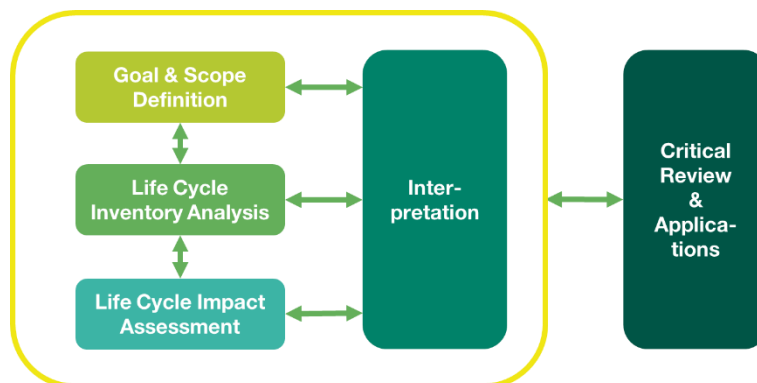 Goal & Scope
Definition
Life Cycle
Inventory Analysis
Life Cycle Impact
Assessment
Inter-
pretation
Critical
Review
&
Applica-
tions